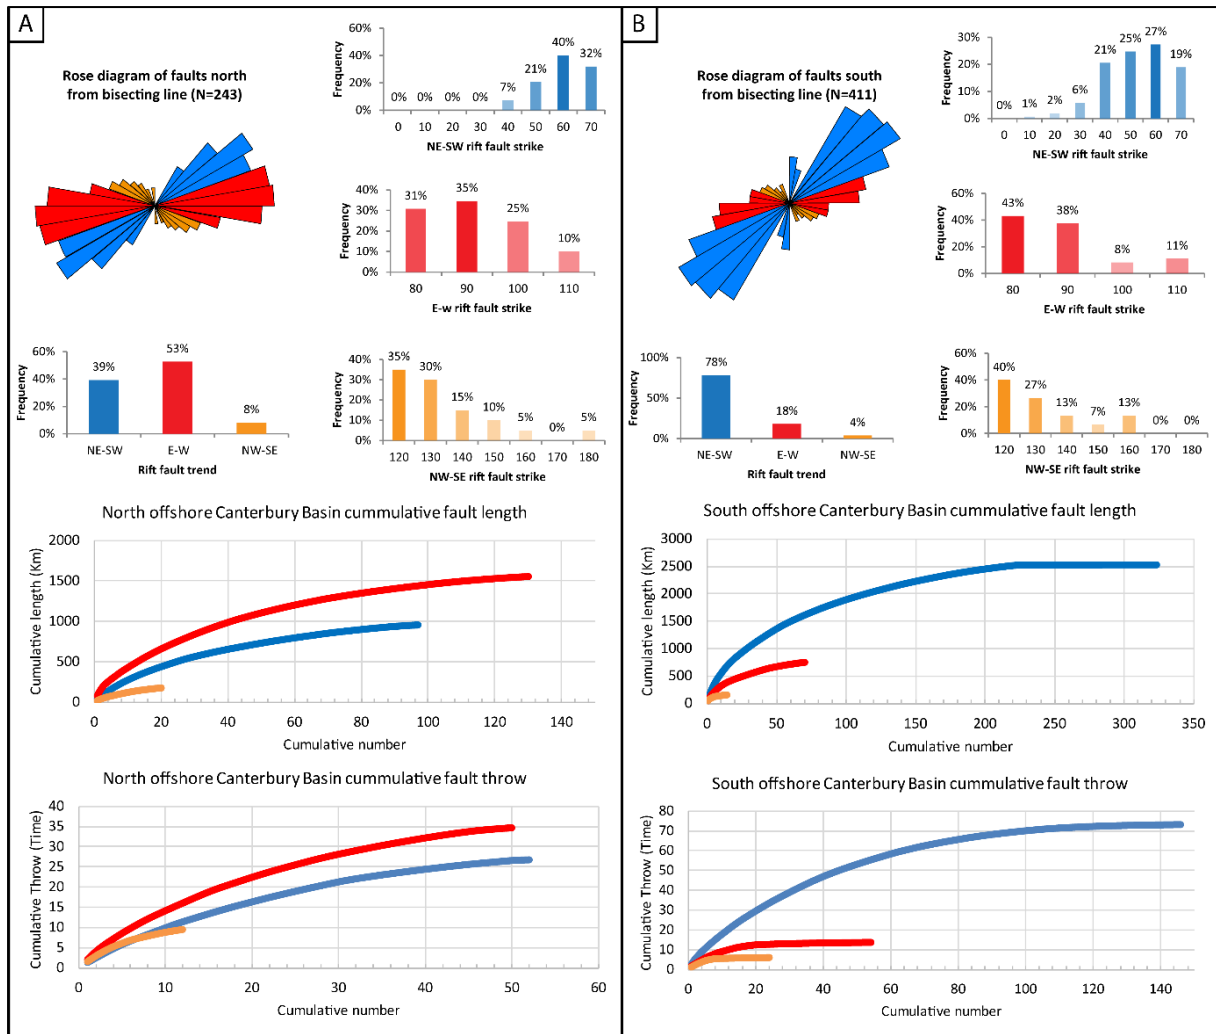 A
Rose diagram of faults north
from bisecting line (N=243)
Frequency
60%
40%
20%
0%
0%
0%
0%
0%
7%
21%
40%
32%
0 10 20 30 40 50 60 70
NE-SW rift fault strike
Frequency
40%
30%
20%
10%
0%
31%
35%
25%
10%
80 90 100 110
E-w rift fault strike
Frequency
60%
40%
20%
0%
39%
53%
8%
NE-SW E-W NW-SE
Rift fault trend
Frequency
40%
30%
20%
10%
0%
35%
30%
15%
10%
5%
0%
5%
120 130 140 150 160 170 180
NW-SE rift fault strike
North offshore Canterbury Basin cummulative fault length
Cumulative length (Km)
2000
1500
1000
500
0
0 20 40 60 80 100 120 140
Cumulative number
North offshore Canterbury Basin cummulative fault throw
Cumulative Throw (Time)
40
35
30
25
20
15
10
5
0
0 10 20 30 40 50 60
Cumulative number
B
Rose diagram of faults south
from bisecting line (N=411)
Frequency
30%
20%
10%
0%
0%
1%
2%
6%
21%
25%
27%
19%
0 10 20 30 40 50 60 70
NE-SW rift fault strike
Frequency
60%
40%
20%
0%
43%
38%
8%
11%
80 90 100 110
E-W rift fault strike
Frequency
100%
50%
0%
78%
18%
4%
NE-SW E-W NW-SE
Rift fault trend
Frequency
60%
40%
20%
0%
40%
27%
13%
7%
13%
0%
0%
120 130 140 150 160 170 180
NW-SE rift fault strike
South offshore Canterbury Basin cummulative fault length
Cumulative length (Km)
3000
2500
2000
1500
1000
500
0
0 50 100 150 200 250 300 350
Cumulative number
South offshore Canterbury Basin cummulative fault throw
Cumulative Throw (Time)
80
70
60
50
40
30
20
10
0
0 20 40 60 80 100 120 140
Cumulative number